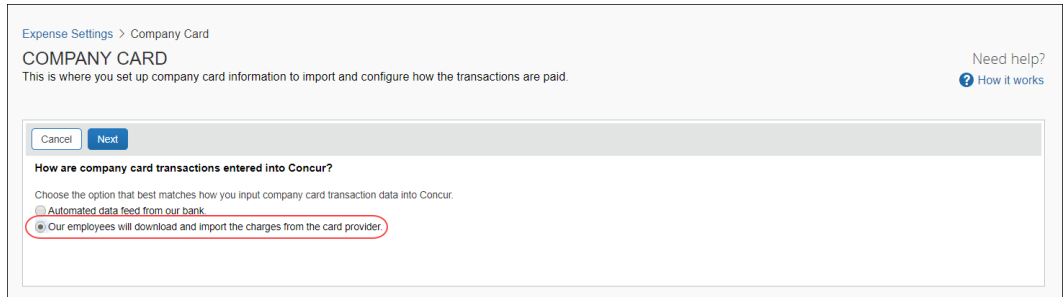 Expense Settings > Company Card
COMPANY CARD
Need help?
This is where you set up company card information to import and configure how the transactions are paid.
? How it works
Cancel Next
How are company card transactions entered into Concur?
Choose the option that best matches how you input company card transaction data into Concur.
Automated data feed from our bank.
Our employees will download and import the charges from the card provider.